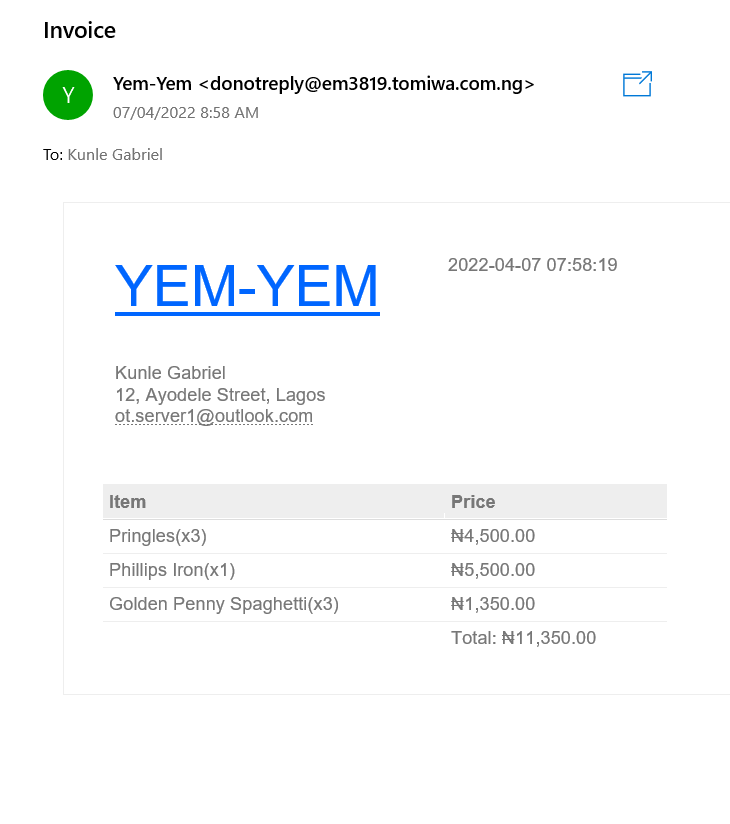 Invoice
Y
Yem-Yem <donotreply@em3819.tomiwa.com.ng>
07/04/2022 8:58 AM
To: Kunle Gabriel
YEM-YEM
2022-04-07 07:58:19
Kunle Gabriel
12, Ayodele Street, Lagos
ot.server1@outlook.com
Item Price
Pringles(x3) ₦4,500.00
Phillips Iron(x1) ₦5,500.00
Golden Penny Spaghetti(x3) ₦1,350.00
Total: ₦11,350.00